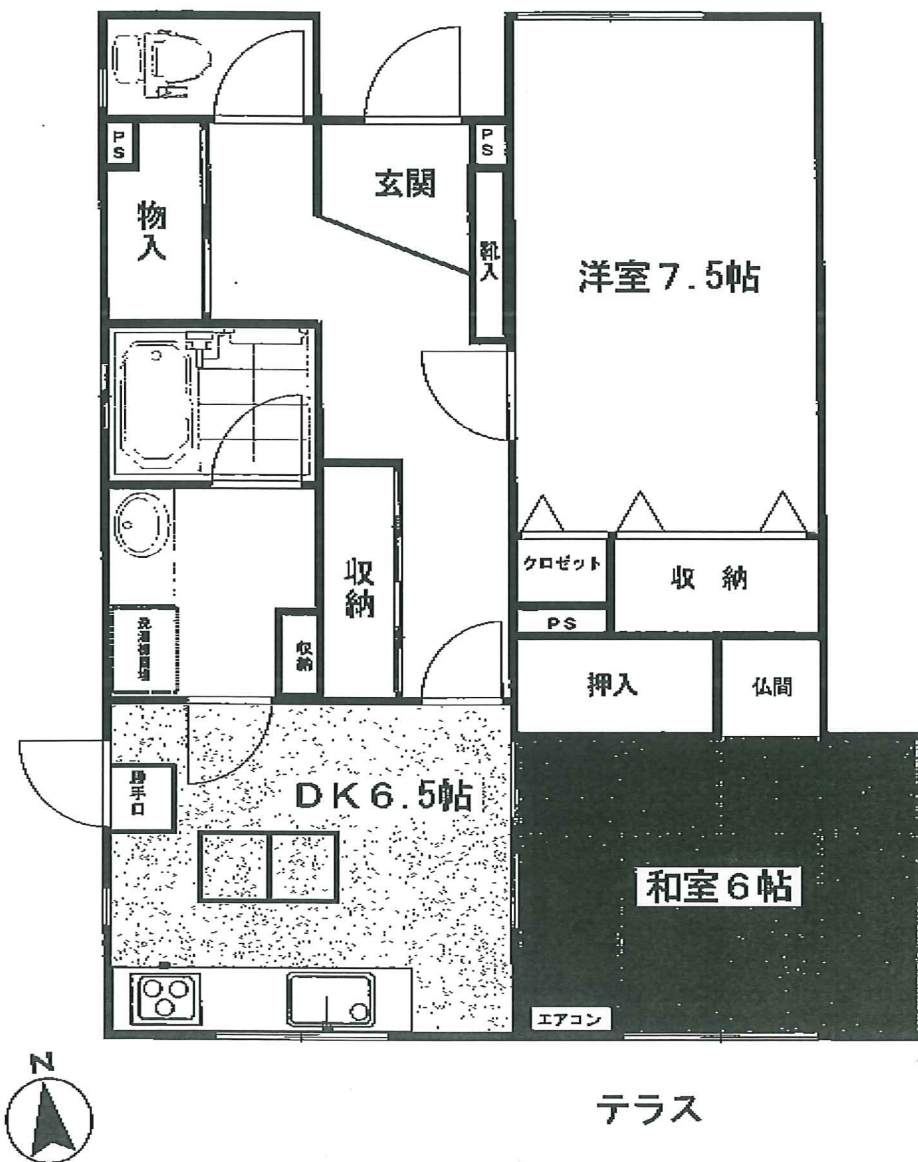 PS
PS
玄関
物入
靴入
洋室7.5帖
クロゼット
収納
収納
PS
洗濯機置場
収納
押入
仏間
勝手口
DK6.5帖
和室6帖
エアコン
N
テラス